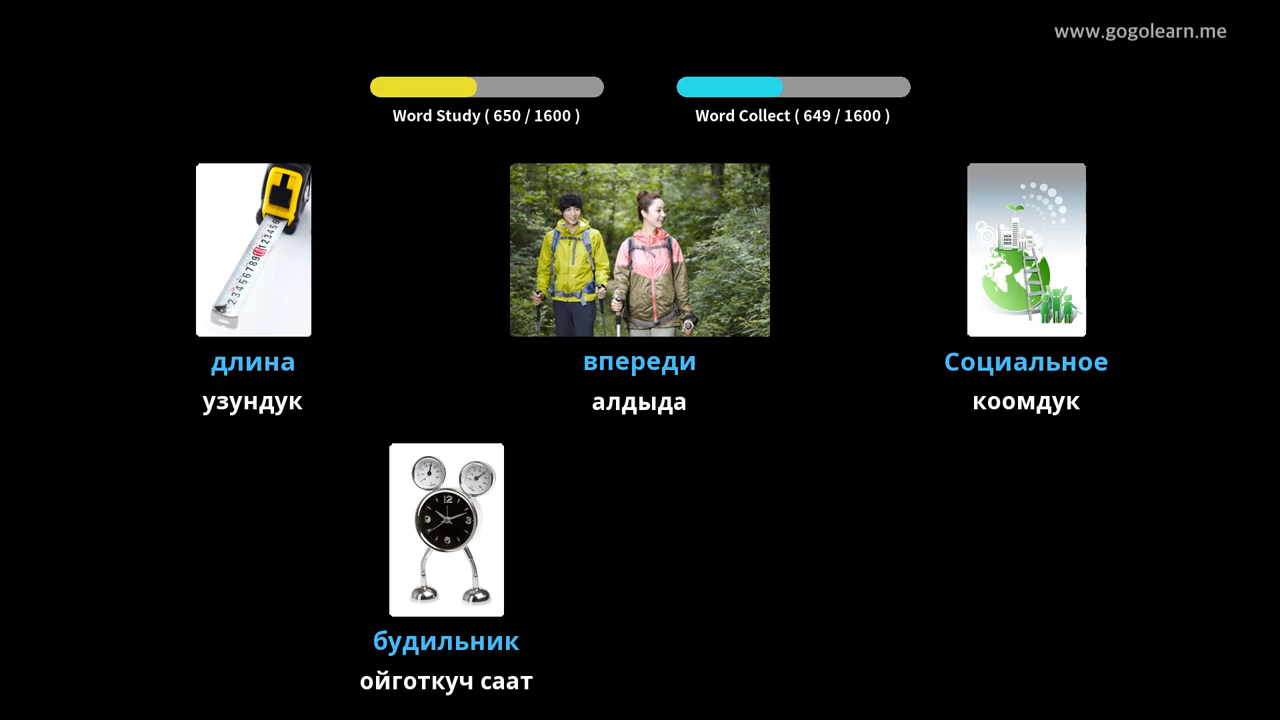 www.gogolearn.me
Word Study ( 650 / 1600 )
Word Collect ( 649 / 1600 )
длина
узундук
впереди
алдыда
Социальное
коомдук
будильник
ойготкуч саат